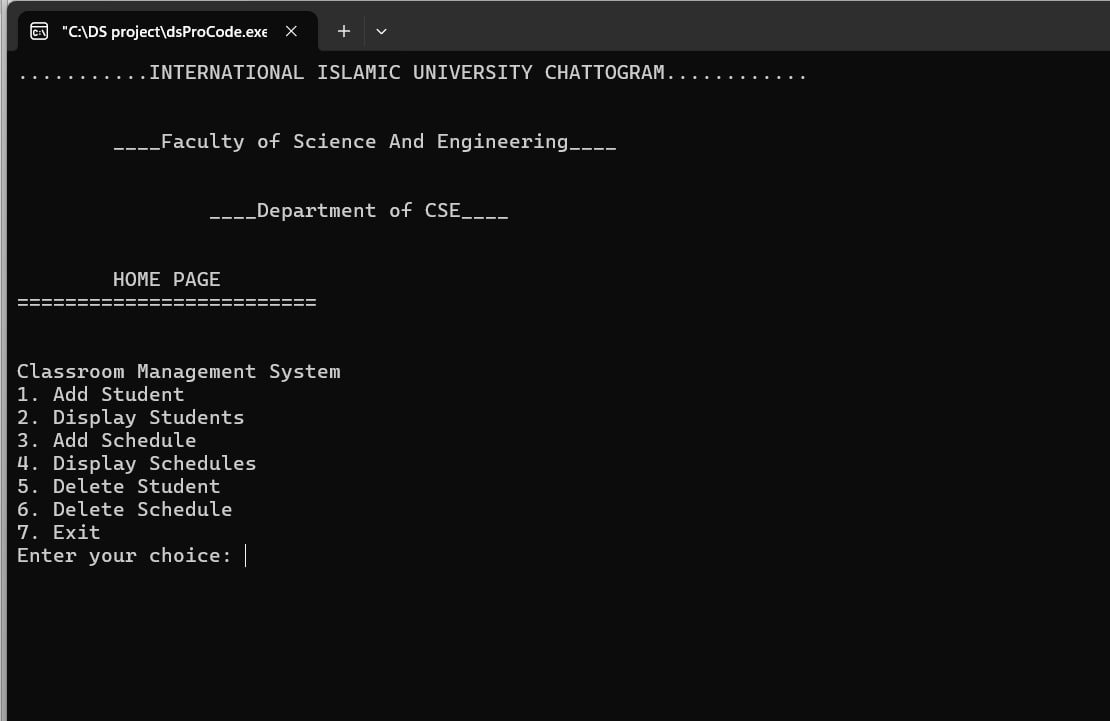 "C:\DS project\dsProCode.exe
...........INTERNATIONAL ISLAMIC UNIVERSITY CHATTOGRAM............
____Faculty of Science And Engineering____
____Department of CSE____
HOME PAGE
=========================
Classroom Management System
1. Add Student
2. Display Students
3. Add Schedule
4. Display Schedules
5. Delete Student
6. Delete Schedule
7. Exit
Enter your choice: